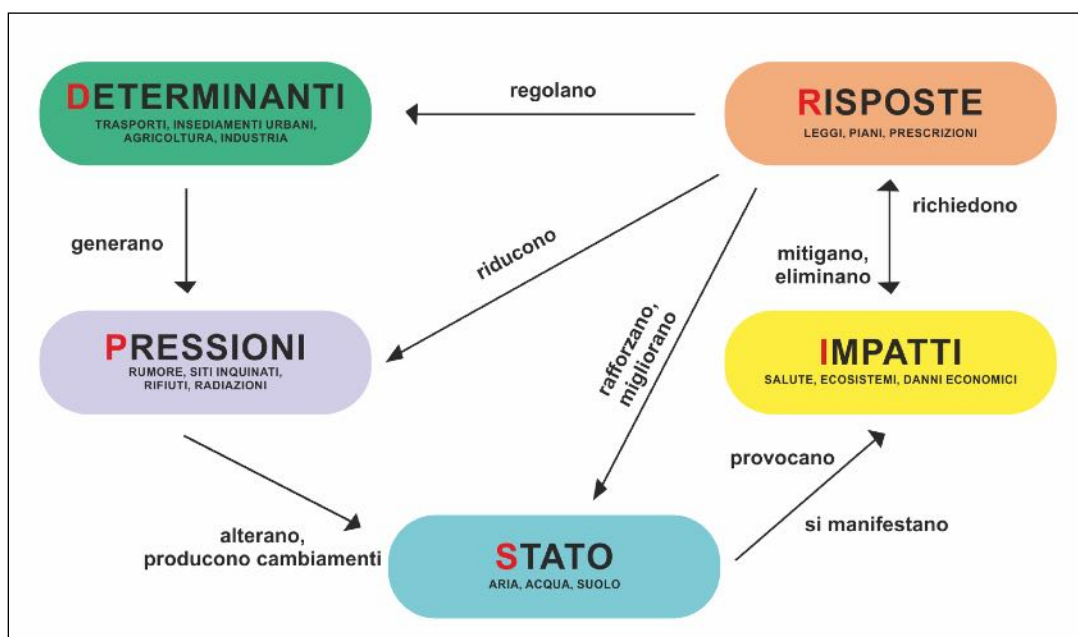 DETERMINANTI
TRASPORTI, INSEDIAMENTI URBANI,
AGRICOLTURA, INDUSTRIA
regolano
RISPOSTE
LEGGI, PIANI, PRESCRIZIONI
generano
riducono
rafforzano,
migliorano
richiedono
mitigano,
eliminano
PRESSIONI
RUMORE, SITI INQUINATI,
RIFIUTI, RADIAZIONI
IMPATTI
SALUTE, ECOSISTEMI, DANNI ECONOMICI
alterano,
producono cambiamenti
provocano
si manifestano
STATO
ARIA, ACQUA, SUOLO